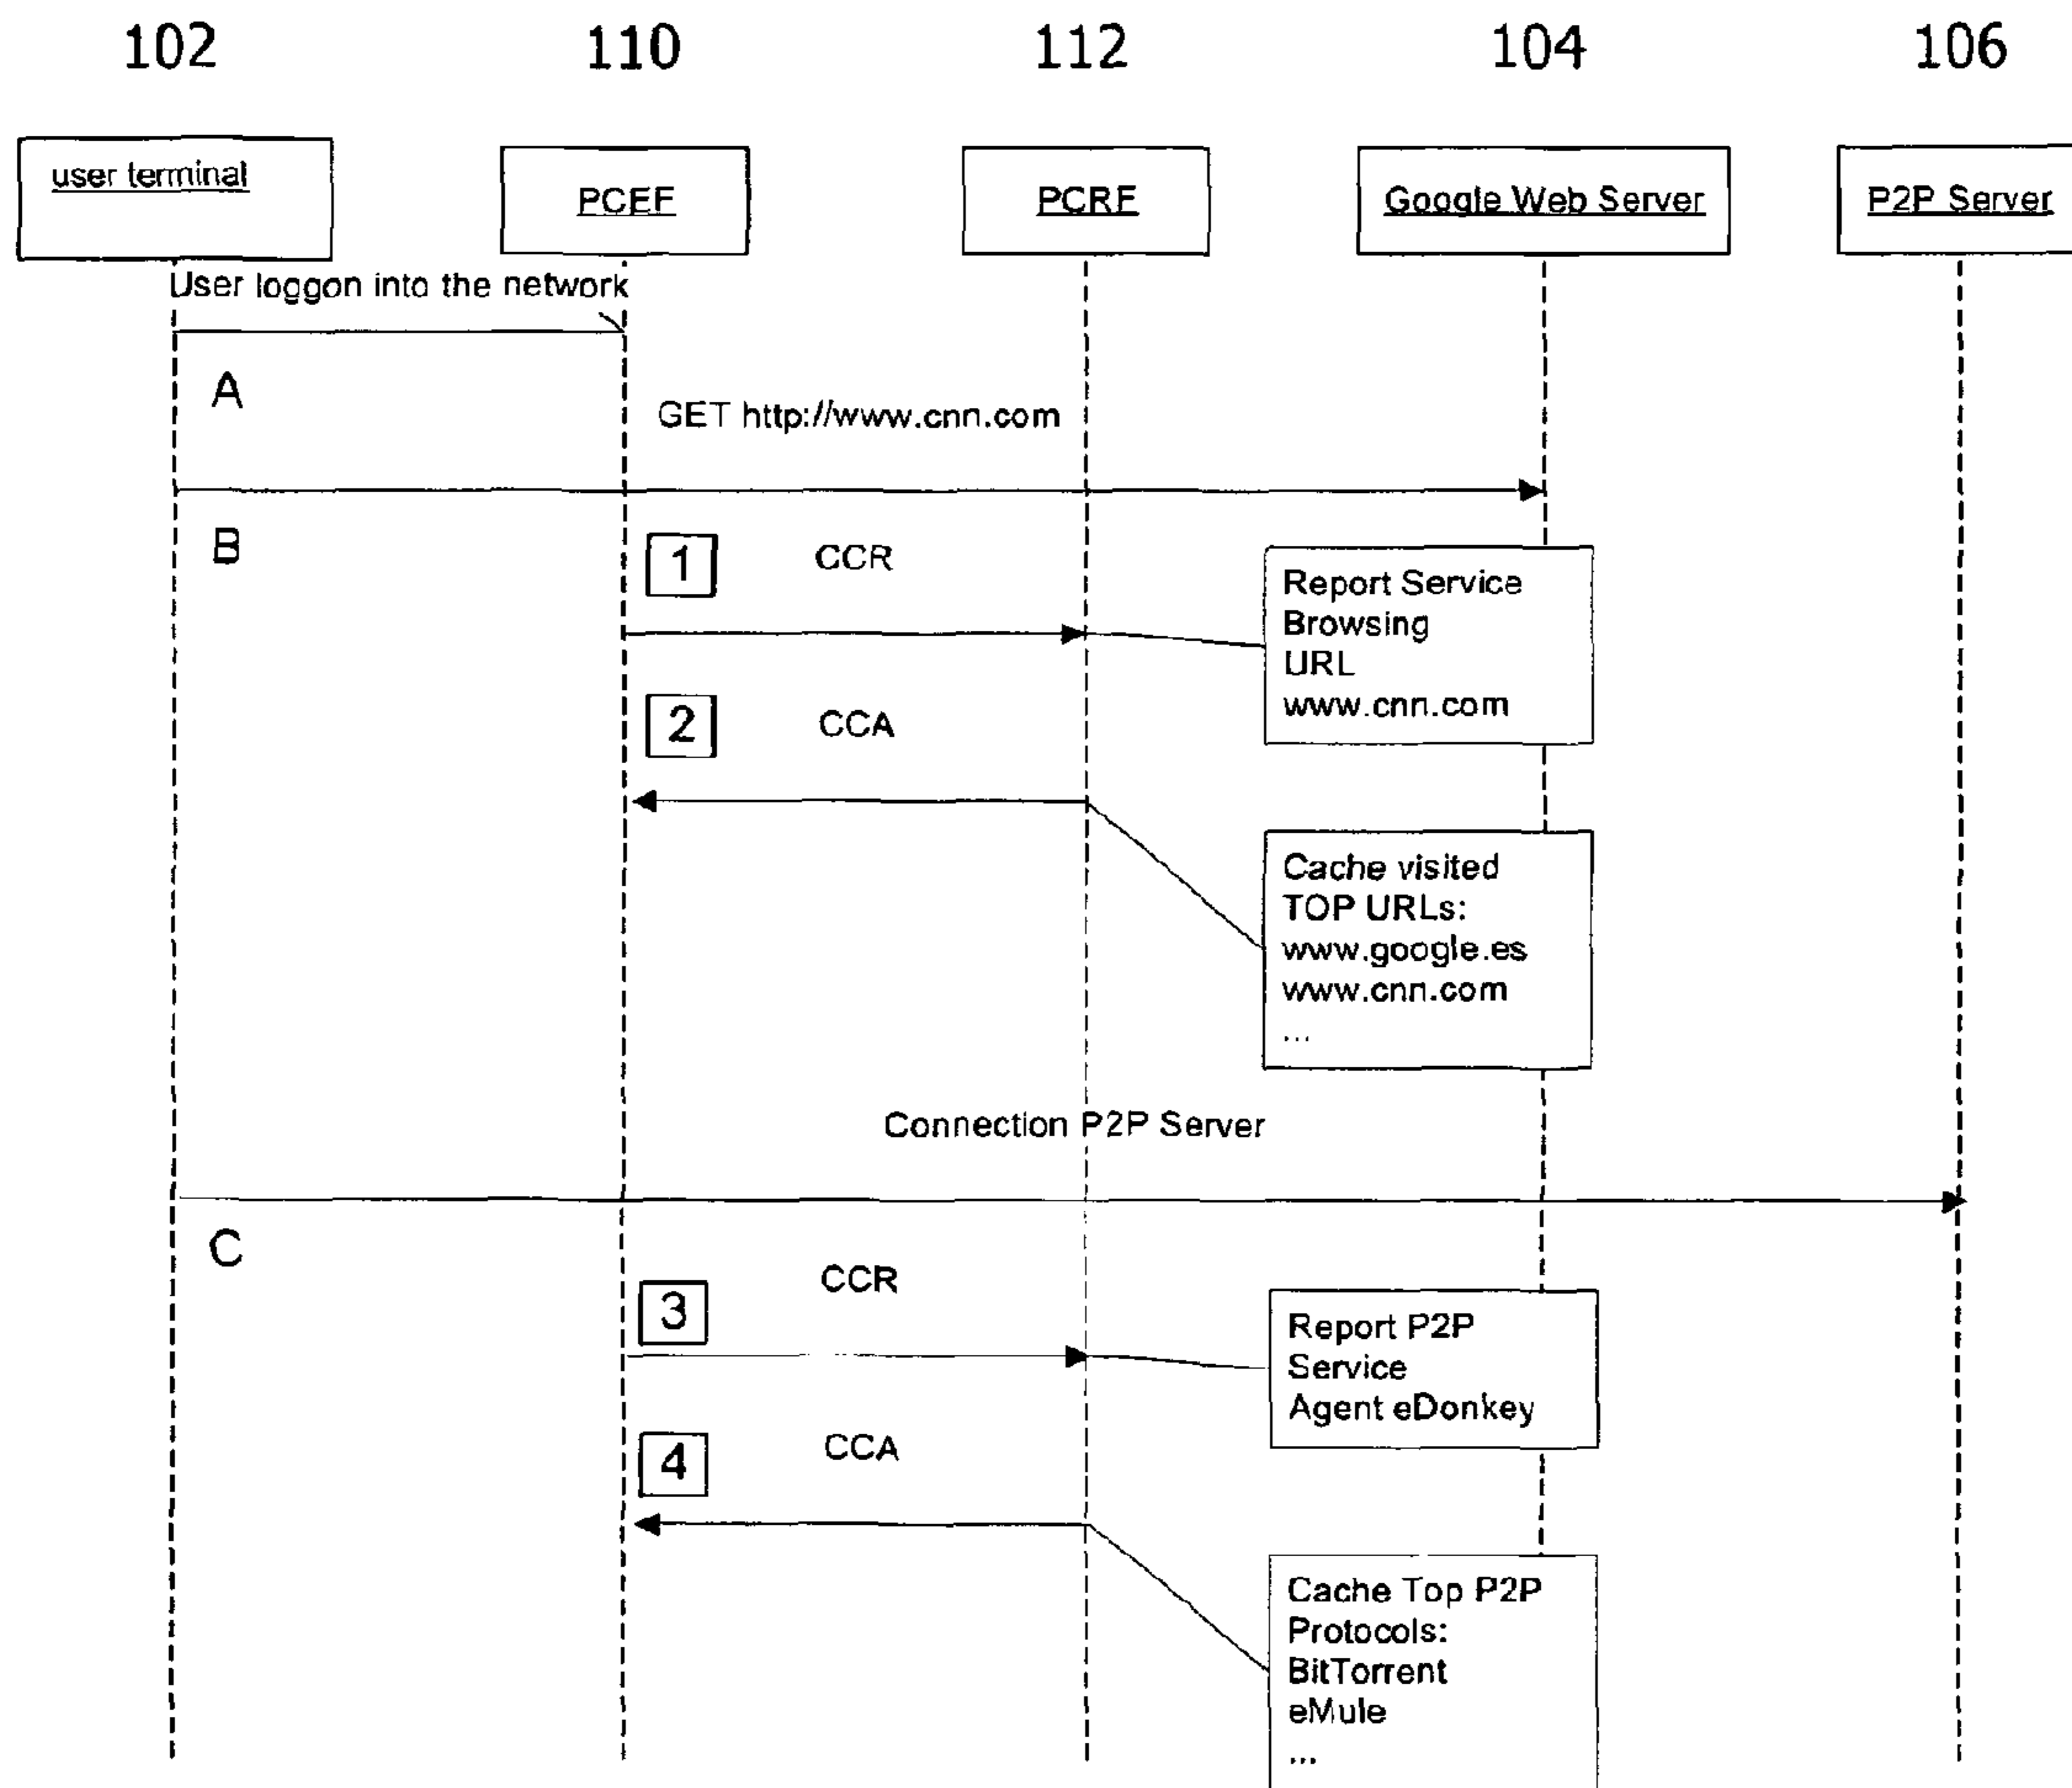 102
110
112
104
106
user terminal
PCEF
PCRF
Google Web Server
P2P Server
User loggon into the network
A
GET http://www.cnn.com
B
1
CCR
Report Service
Browsing
URL
www.cnn.com
2
CCA
Cache visited
TOP URLs:
www.google.es
www.cnn.com
...
Connection P2P Server
C
CCR
3
Report P2P
Service
Agent eDonkey
4
CCA
Cache Top P2P
Protocols:
BitTorrent
eMule
...